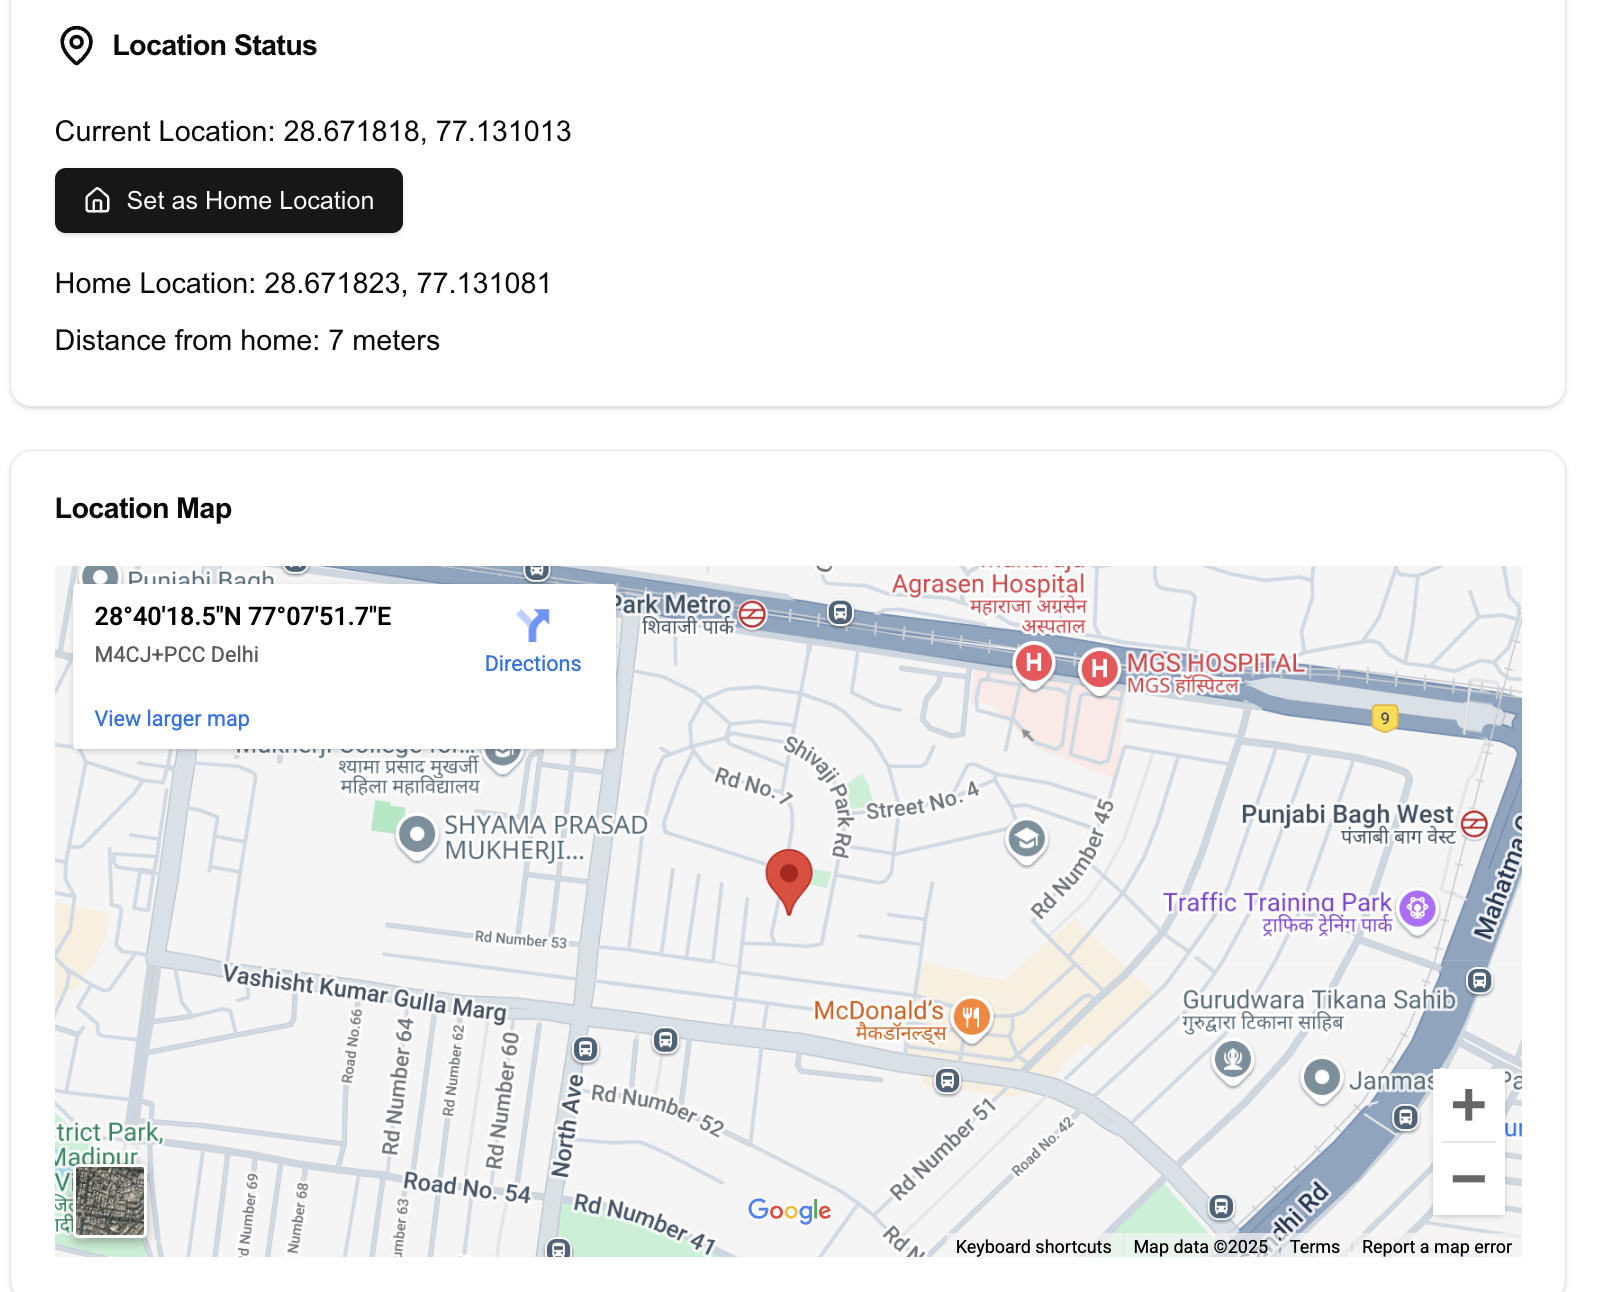 Location Status
Current Location: 28.671818, 77.131013
Set as Home Location
Home Location: 28.671823, 77.131081
Distance from home: 7 meters
Location Map
Punjabi Bagh
28°40'18.5"N 77°07'51.7"E
M4CJ+PCC Delhi
Directions
View larger map
Park Metro
शिवाजी पार्क
Agrasen Hospital
महाराजा अग्रसेन
अस्पताल
H
H
MGS HOSPITAL
MGS हॉस्पिटल
9
Mukherji College for...
श्यामा प्रसाद मुखर्जी
महिला महाविद्यालय
SHYAMA PRASAD
MUKHERJI...
Rd No. 7
Shivaji Park Rd
Street No. 4
Rd Number 45
Punjabi Bagh West
पंजाबी बाग वेस्ट
Mahatma
Traffic Training Park
ट्राफिक ट्रेनिंग पार्क
Rd Number 53
Vashisht Kumar Gulla Marg
McDonald's
मैकडॉनल्ड्स
Gurudwara Tikana Sahib
गुरुद्वारा टिकाना साहिब
Janmas
Road No.66
Rd Number 64
Rd Number 62
Rd Number 60
North Ave
Rd Number 52
Rd Number 51
Road No. 42
trict Park,
Madipur
Road No. 54
Rd Number 41
d Number 69
Number 68
umber 63
Rd N
ndhi Rd
Google
Keyboard shortcuts
Map data ©2025
Terms
Report a map error